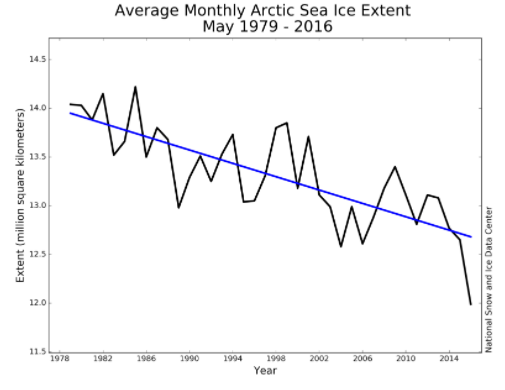 Average Monthly Arctic Sea Ice Extent
May 1979 - 2016
Extent (million square kilometers)
14.5
14.0
13.5
13.0
12.5
12.0
11.5
1978 1982 1986 1990 1994 1998 2002 2006 2010 2014
Year
National Snow and Ice Data Center